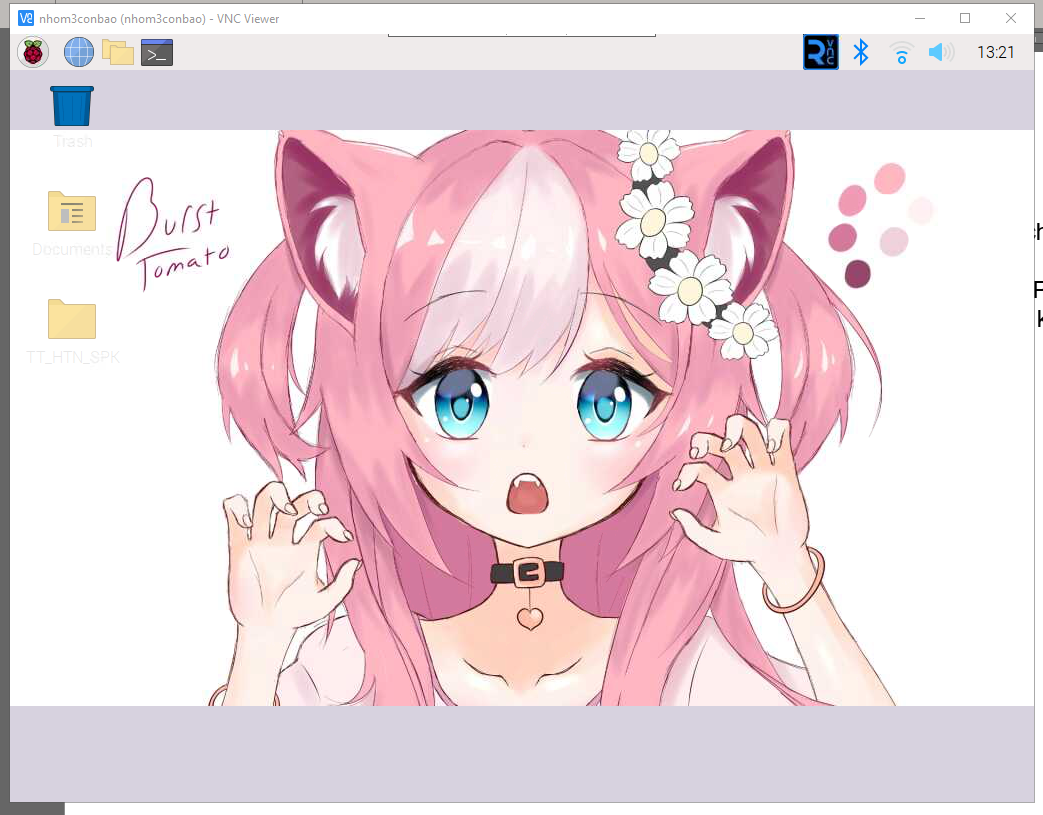 nhom3conbao (nhom3conbao) - VNC Viewer
13:21
Trash
Documents
TT_HTN_SPK
Burst
Tomato